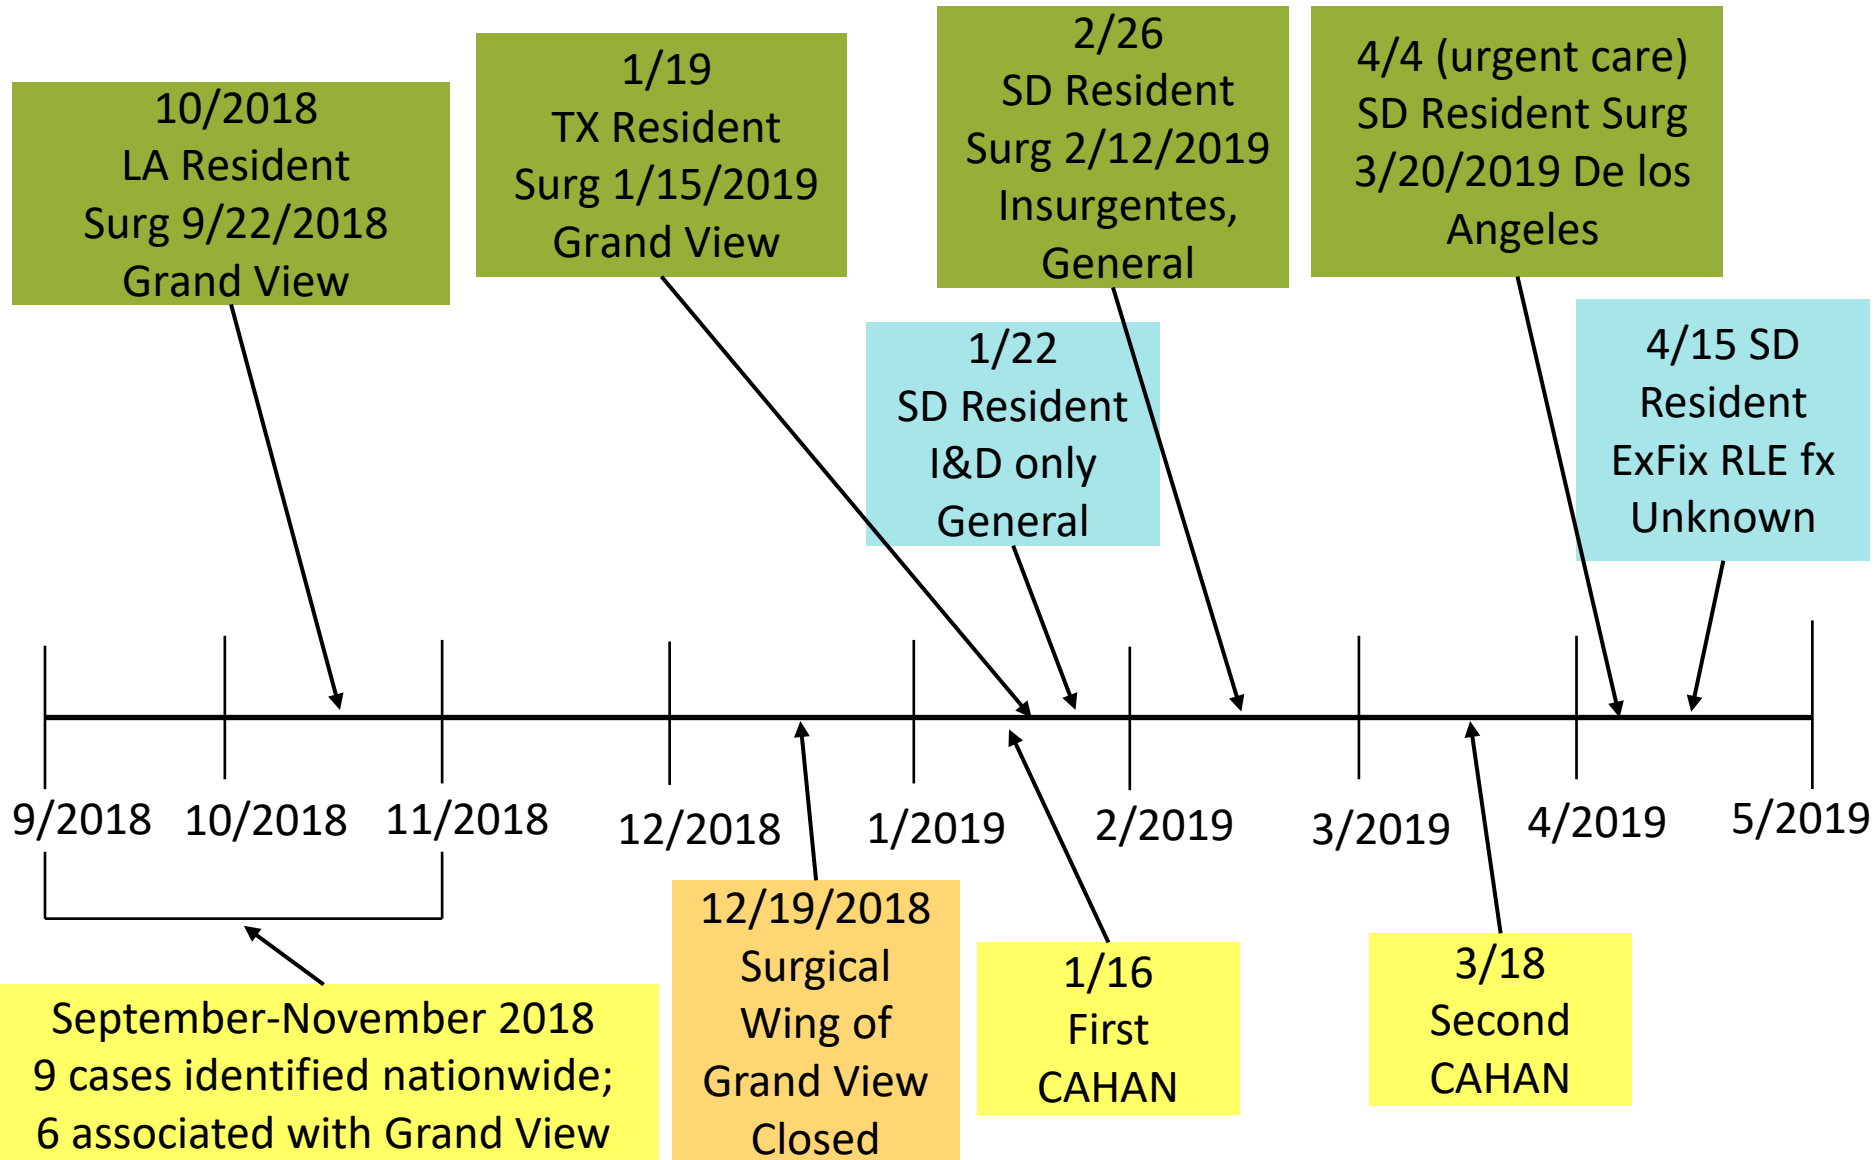 10/2018
LA Resident
Surg 9/22/2018
Grand View
1/19
TX Resident
Surg 1/15/2019
Grand View
2/26
SD Resident
Surg 2/12/2019
Insurgentes,
General
4/4 (urgent care)
SD Resident Surg
3/20/2019 De los
Angeles
1/22
SD Resident
I&D only
General
4/15 SD
Resident
ExFix RLE fx
Unknown
9/2018
10/2018
11/2018
12/2018
1/2019
2/2019
3/2019
4/2019
5/2019
September-November 2018
9 cases identified nationwide;
6 associated with Grand View
12/19/2018
Surgical
Wing of
Grand View
Closed
1/16
First
CAHAN
3/18
Second
CAHAN